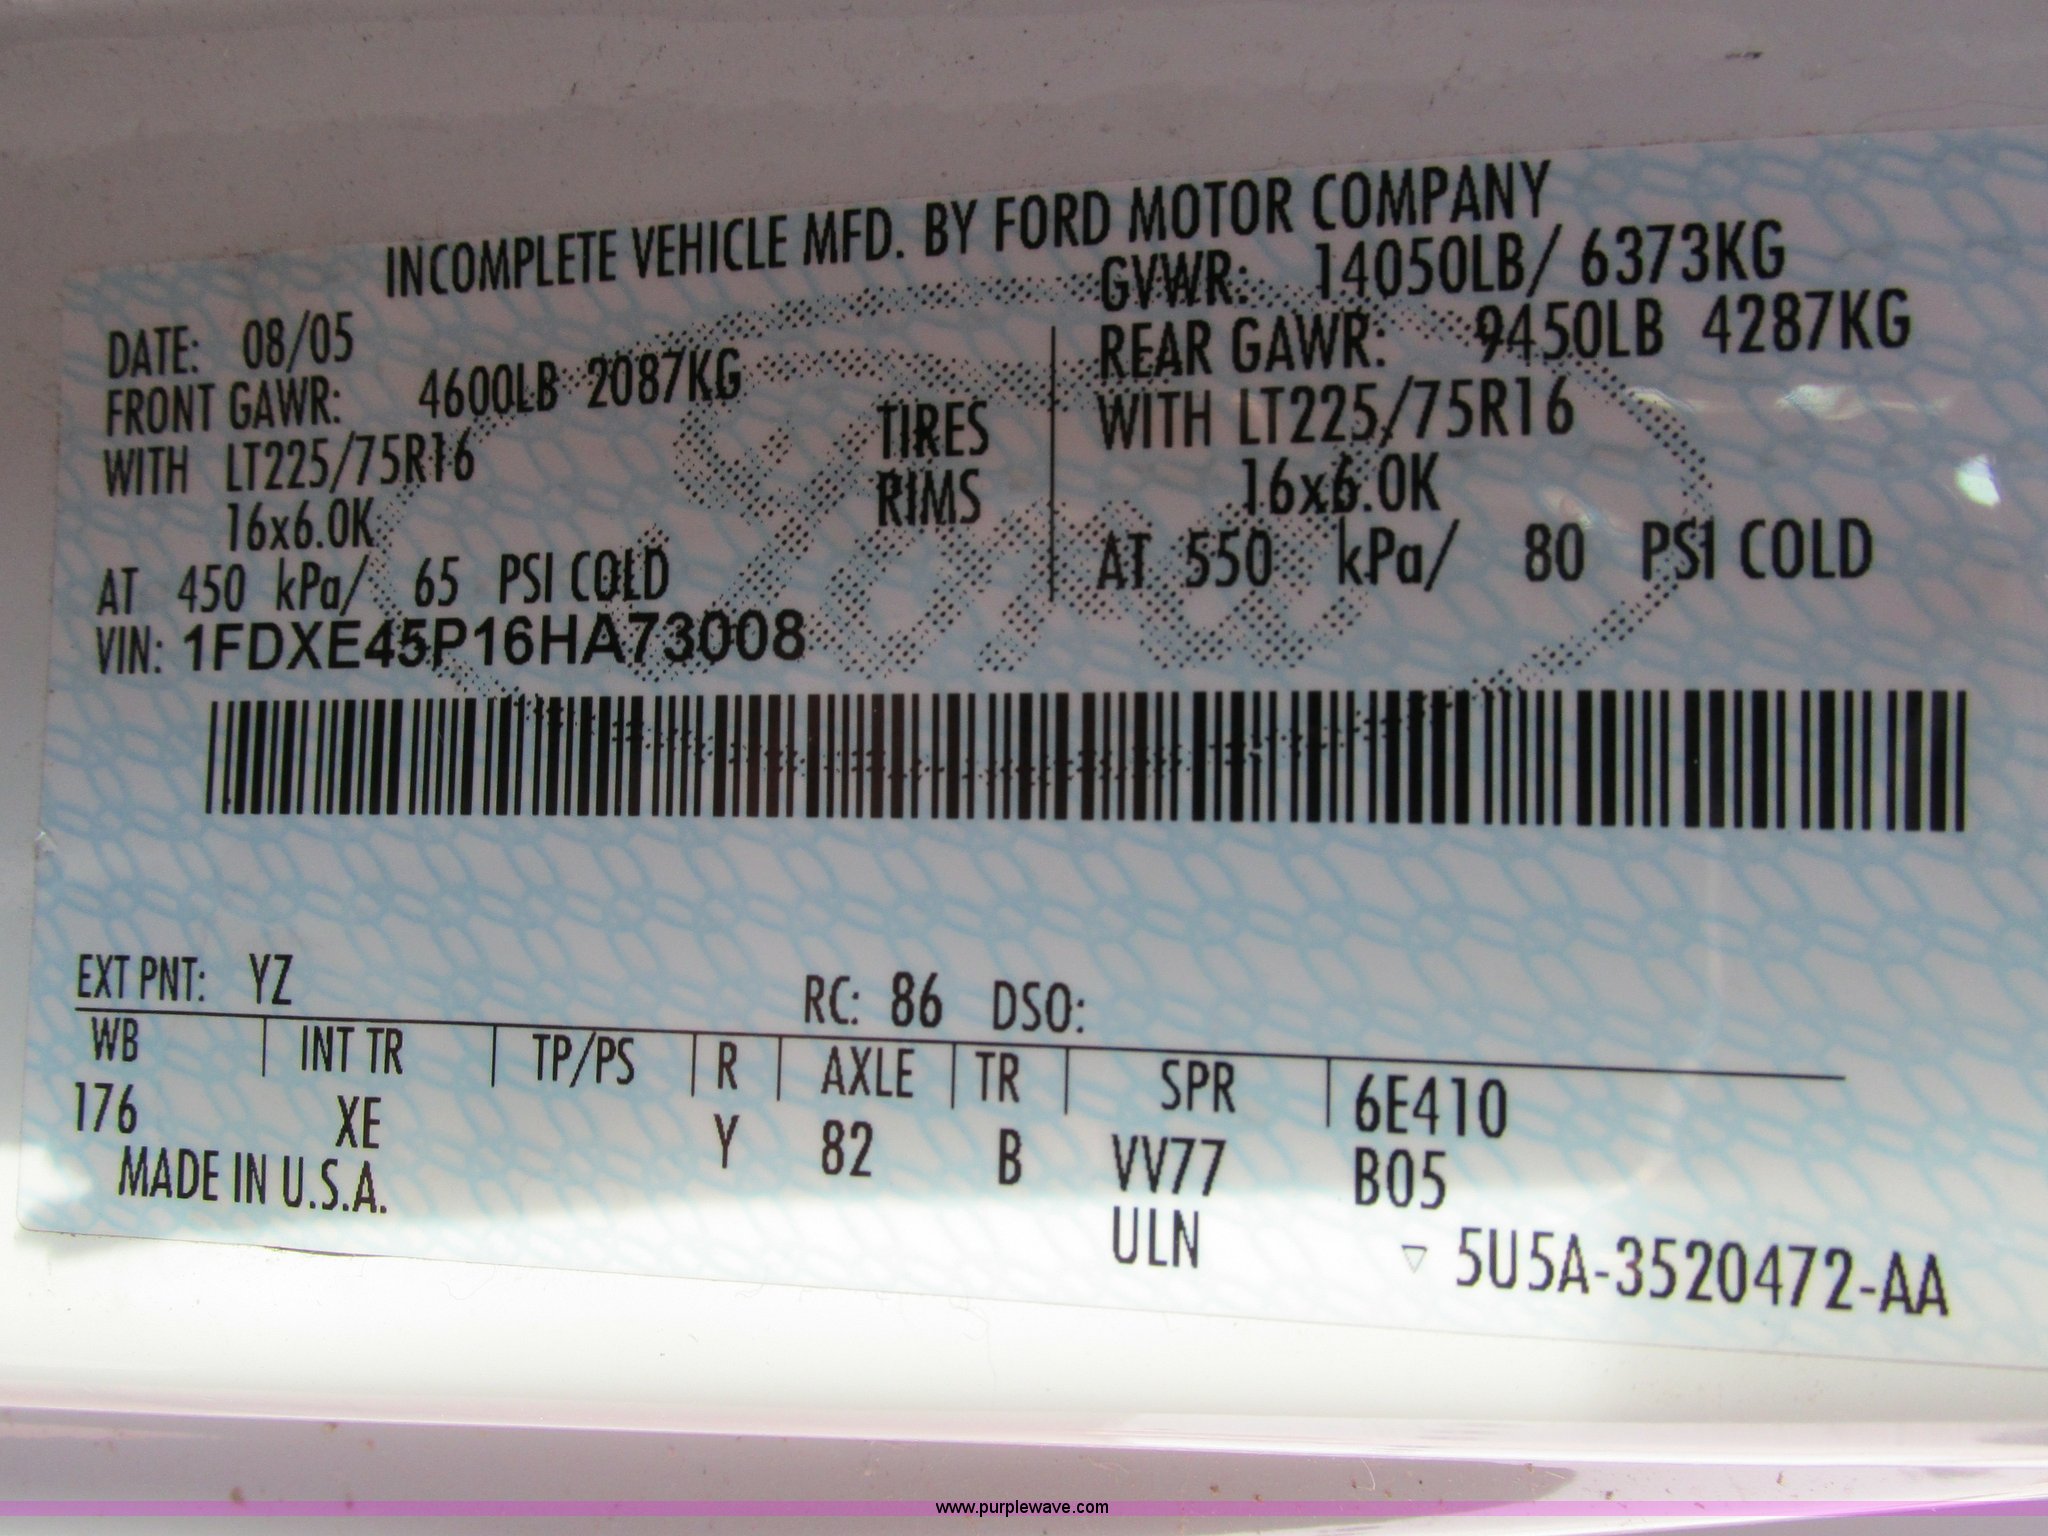 INCOMPLETE VEHICLE MFD. BY FORD MOTOR COMPANY
DATE: 08/05
GVWR: 14050LB/ 6373KG
FRONT GAWR: 4600LB 2087KG
REAR GAWR: 9450LB 4287KG
WITH LT225/75R16 TIRES WITH LT225/75R16
16x6.0K RIMS 16x6.0K
AT 450 kPa/ 65 PSI COLD AT 550 kPa/ 80 PSI COLD
VIN: 1FDXE45P16HA73008
Ford
EXT PNT: YZ RC: 86 DSO:
WB INT TR TP/PS R AXLE TR SPR 6E410
176 XE Y 82 B VV77 B05
MADE IN U.S.A. ULN
5U5A-3520472-AA
www.purplewave.com